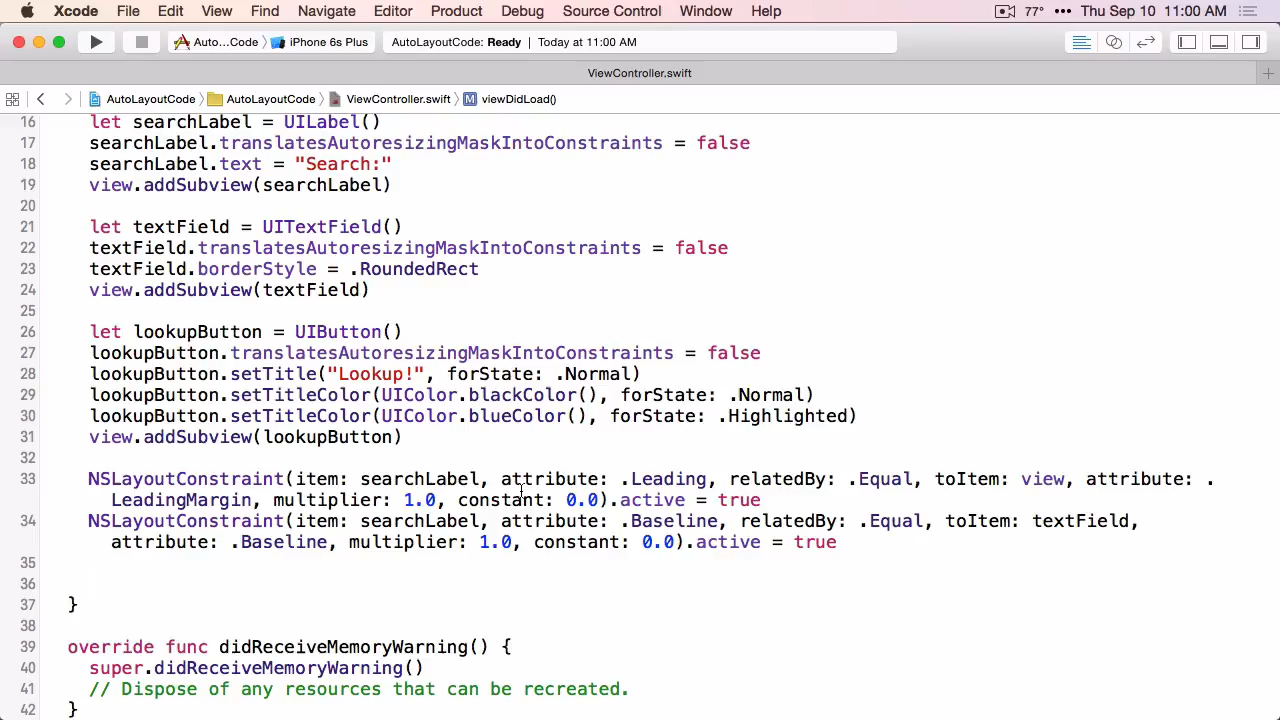 Xcode File Edit View Find Navigate Editor Product Debug Source Control Window Help 77° ••• Thu Sep 10 11:00 AM
Auto...Code iPhone 6s Plus AutoLayoutCode: Ready Today at 11:00 AM
ViewController.swift
AutoLayoutCode AutoLayoutCode ViewController.swift M viewDidLoad()
16 let searchLabel = UILabel()
17 searchLabel.translatesAutoresizingMaskIntoConstraints = false
18 searchLabel.text = "Search:"
19 view.addSubview(searchLabel)
20
21 let textField = UITextField()
22 textField.translatesAutoresizingMaskIntoConstraints = false
23 textField.borderStyle = .RoundedRect
24 view.addSubview(textField)
25
26 let lookupButton = UIButton()
27 lookupButton.translatesAutoresizingMaskIntoConstraints = false
28 lookupButton.setTitle("Lookup!", forState: .Normal)
29 lookupButton.setTitleColor(UIColor.blackColor(), forState: .Normal)
30 lookupButton.setTitleColor(UIColor.blueColor(), forState: .Highlighted)
31 view.addSubview(lookupButton)
32
33 NSLayoutConstraint(item: searchLabel, attribute: .Leading, relatedBy: .Equal, toItem: view, attribute: .
LeadingMargin, multiplier: 1.0, constant: 0.0).active = true
34 NSLayoutConstraint(item: searchLabel, attribute: .Baseline, relatedBy: .Equal, toItem: textField,
attribute: .Baseline, multiplier: 1.0, constant: 0.0).active = true
35
36
37 }
38
39 override func didReceiveMemoryWarning() {
40 super.didReceiveMemoryWarning()
41 // Dispose of any resources that can be recreated.
42 }